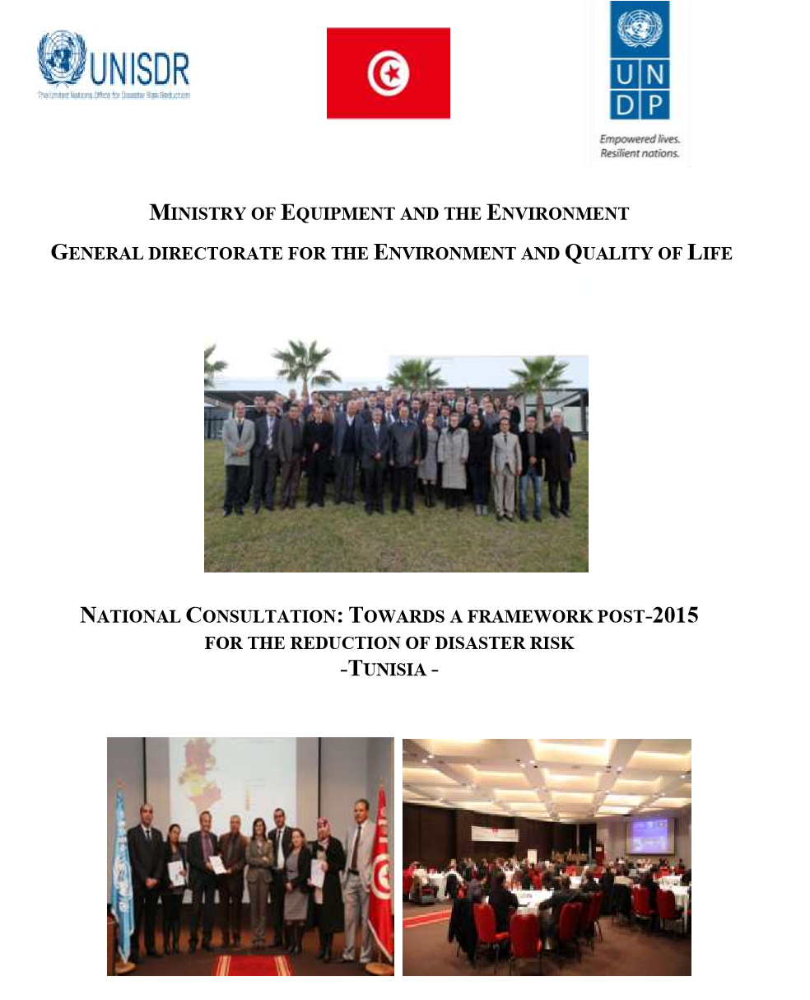 UNISDR
The United Nations Office for Disaster Risk Reduction
UN
DP
Empowered lives.
Resilient nations.
MINISTRY OF EQUIPMENT AND THE ENVIRONMENT
GENERAL DIRECTORATE FOR THE ENVIRONMENT AND QUALITY OF LIFE
NATIONAL CONSULTATION: TOWARDS A FRAMEWORK POST-2015
FOR THE REDUCTION OF DISASTER RISK
-TUNISIA -